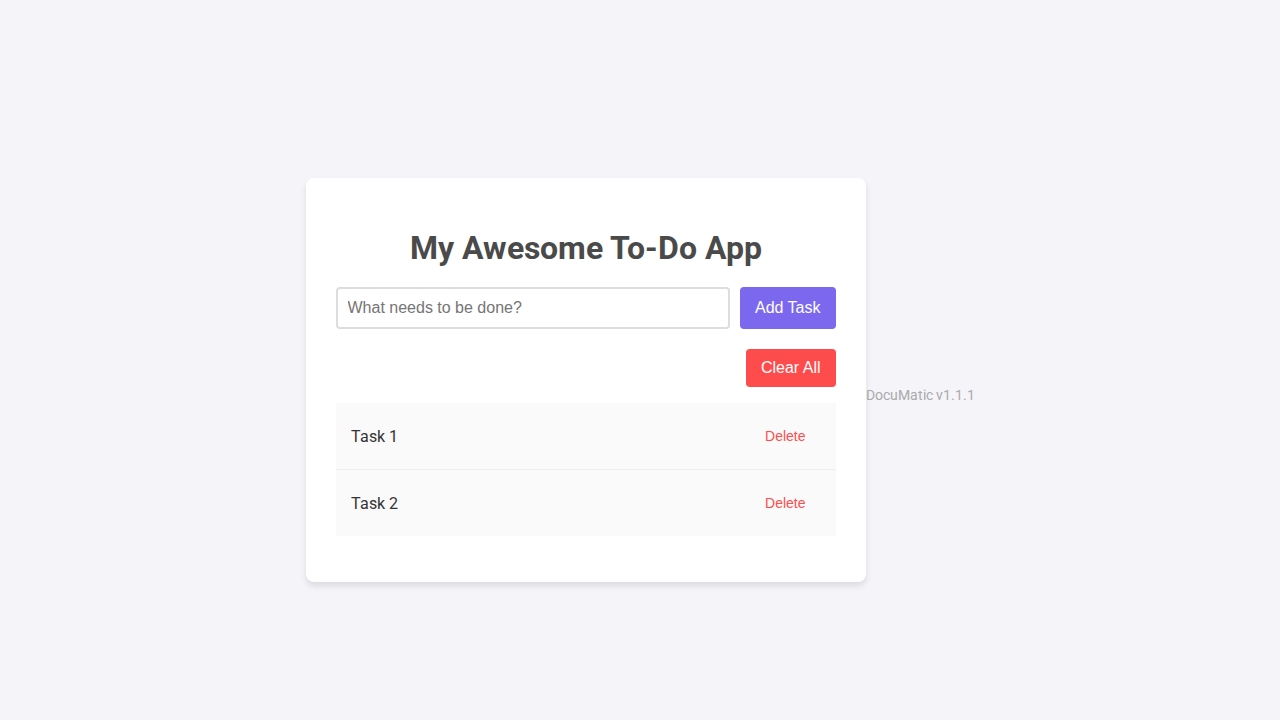 My Awesome To-Do App
What needs to be done?
Add Task
Clear All
DocuMatic v1.1.1
Task 1
Delete
Task 2
Delete